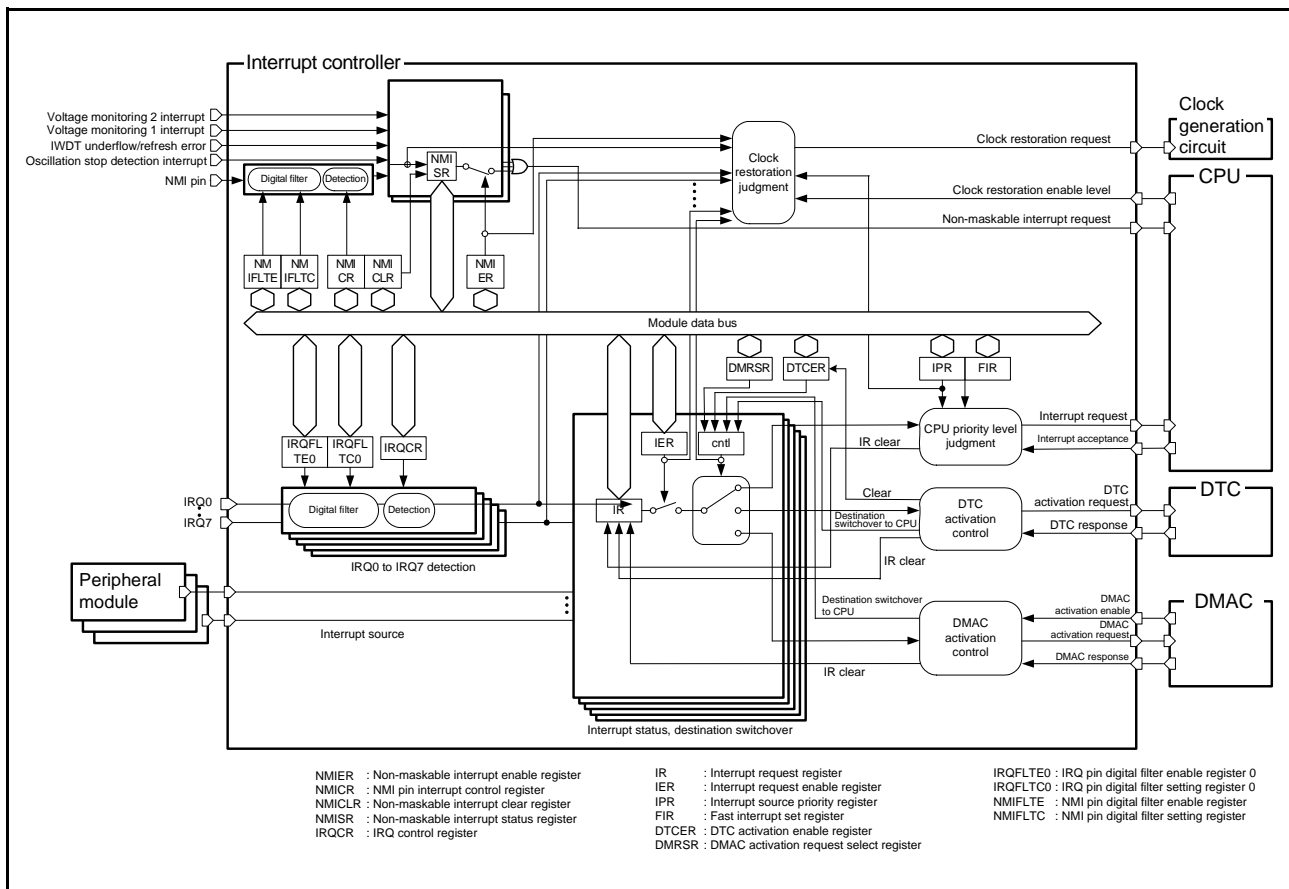 Interrupt controller
Voltage monitoring 2 interrupt
Voltage monitoring 1 interrupt
IWDT underflow/refresh error
Oscillation stop detection interrupt
NMI pin
Digital filter
Detection
NMI
SR
Clock
restoration
judgment
Clock restoration request
Clock restoration enable level
Non-maskable interrupt request
Clock
generation
circuit
CPU
NM
IFLTE
NM
IFLTC
NMI
CR
NMI
CLR
NMI
ER
Module data bus
DMRSR
DTCER
IPR
FIR
IRQFL
TE0
IRQFL
TC0
IRQCR
IER
cntl
CPU priority level
judgment
Interrupt request
Interrupt acceptance
IR clear
IRQ0
IRQ7
Digital filter
Detection
IRQ0 to IRQ7 detection
IR
Clear
Destination
switchover to CPU
DTC
activation
control
DTC
activation request
DTC response
DTC
IR clear
Peripheral
module
Interrupt source
Destination switchover
to CPU
DMAC
activation
control
DMAC
activation enable
DMAC
activation request
DMAC response
DMAC
IR clear
Interrupt status, destination switchover
NMIER : Non-maskable interrupt enable register
NMICR : NMI pin interrupt control register
NMICLR : Non-maskable interrupt clear register
NMISR : Non-maskable interrupt status register
IRQCR : IRQ control register
IR : Interrupt request register
IER : Interrupt request enable register
IPR : Interrupt source priority register
FIR : Fast interrupt set register
DTCER : DTC activation enable register
DMRSR : DMAC activation request select register
IRQFLTE0 : IRQ pin digital filter enable register 0
IRQFLTC0 : IRQ pin digital filter setting register 0
NMIFLTE : NMI pin digital filter enable register
NMIFLTC : NMI pin digital filter setting register